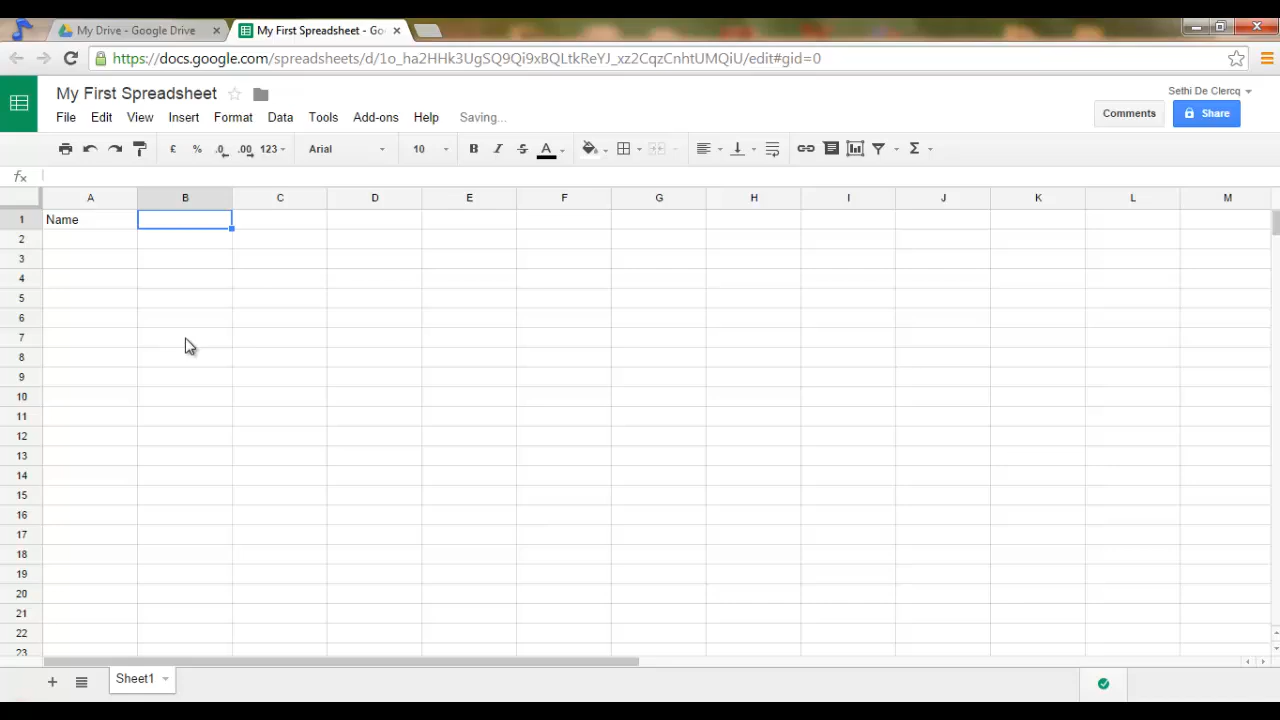 My Drive - Google Drive
My First Spreadsheet - Go
https://docs.google.com/spreadsheets/d/1o_ha2HHk3UgSQ9Qi9xBQLtkReYJ_xz2CqzCnhtUMQiU/edit#gid=0
My First Spreadsheet
Sethi De Clercq
File Edit View Insert Format Data Tools Add-ons Help Saving...
Comments Share
£ % .0 .00 123 Arial 10 B I S A Σ
fx
A B C D E F G H I J K L M
1 Name
2
3
4
5
6
7
8
9
10
11
12
13
14
15
16
17
18
19
20
21
22
23
+ Sheet1